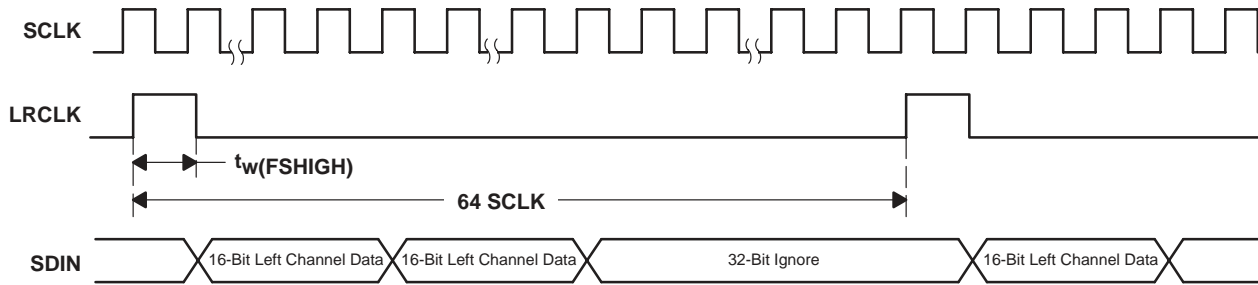 SCLK
LRCLK
tw(FSHIGH)
64 SCLK
SDIN
16-Bit Left Channel Data
16-Bit Left Channel Data
32-Bit Ignore
16-Bit Left Channel Data